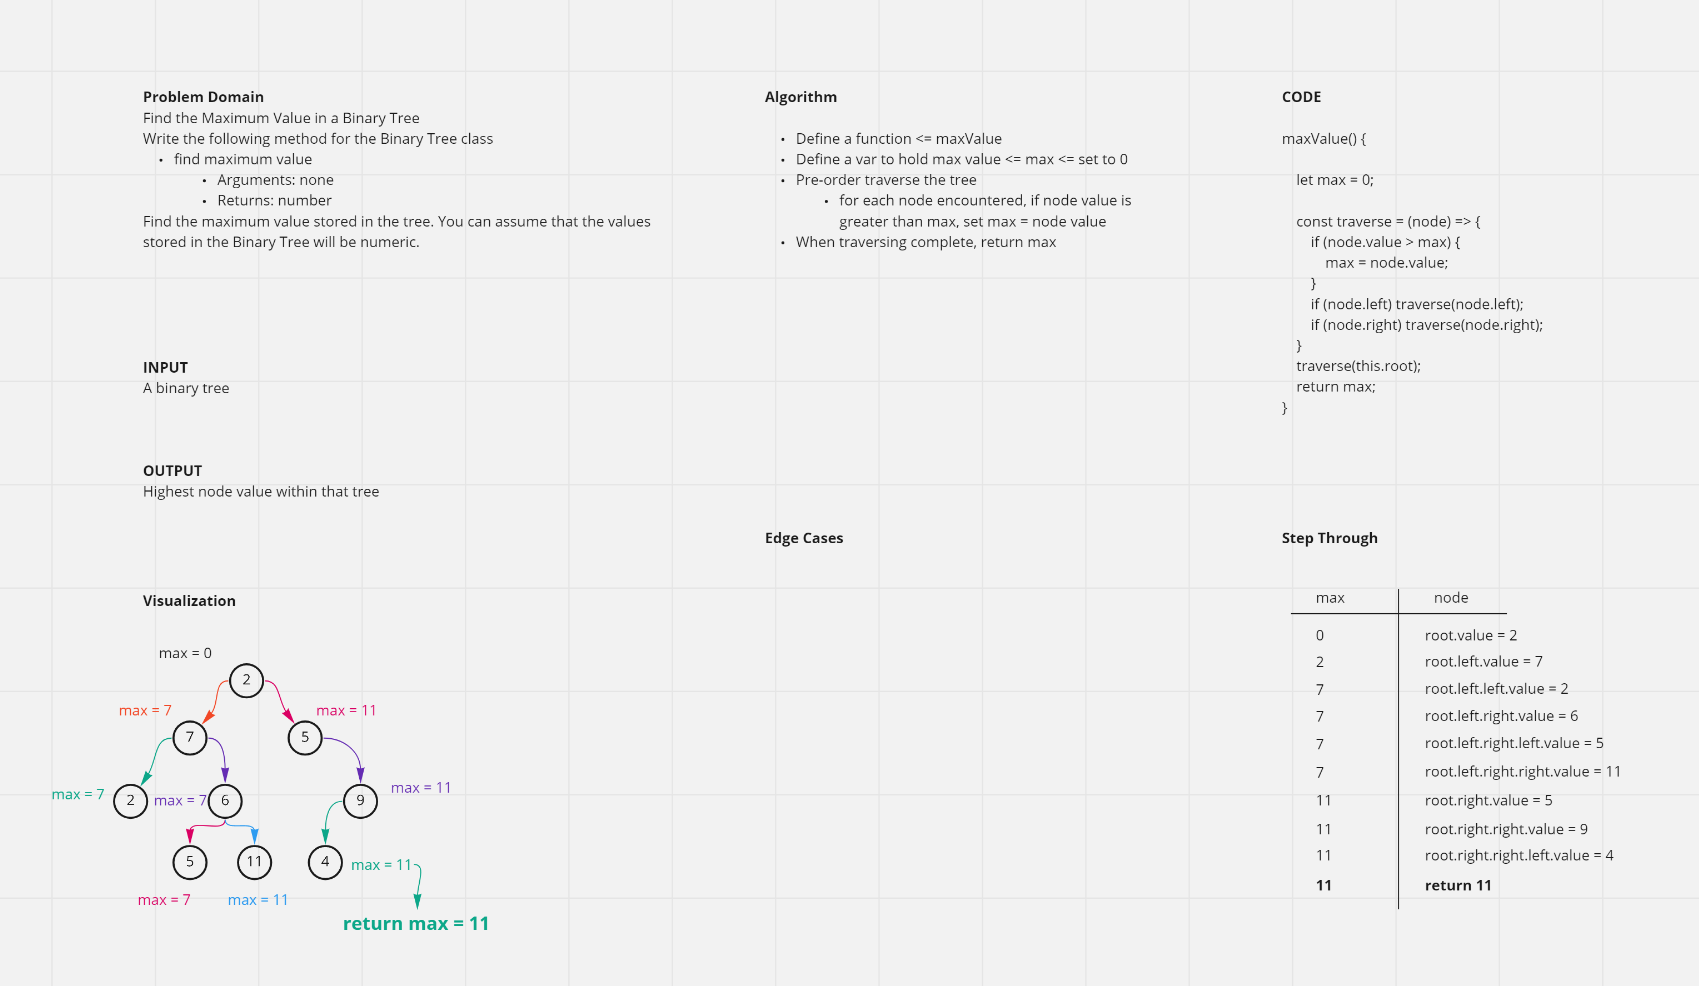 Problem Domain
Find the Maximum Value in a Binary Tree
Write the following method for the Binary Tree class
• find maximum value
• Arguments: none
• Returns: number
Find the maximum value stored in the tree. You can assume that the values
stored in the Binary Tree will be numeric.
INPUT
A binary tree
OUTPUT
Highest node value within that tree
Visualization
max = 0
2
max = 7
max = 11
7
5
max = 7
2
max = 7
6
9
max = 11
5
11
4
max = 11
max = 7
max = 11
return max = 11
Algorithm
• Define a function <= maxValue
• Define a var to hold max value <= max <= set to 0
• Pre-order traverse the tree
• for each node encountered, if node value is
greater than max, set max = node value
• When traversing complete, return max
Edge Cases
CODE
maxValue() {
let max = 0;
const traverse = (node) => {
if (node.value > max) {
max = node.value;
}
if (node.left) traverse(node.left);
if (node.right) traverse(node.right);
}
traverse(this.root);
return max;
}
Step Through
max node
0 root.value = 2
2 root.left.value = 7
7 root.left.left.value = 2
7 root.left.right.value = 6
7 root.left.right.left.value = 5
7 root.left.right.right.value = 11
11 root.right.value = 5
11 root.right.right.value = 9
11 root.right.right.left.value = 4
11 return 11